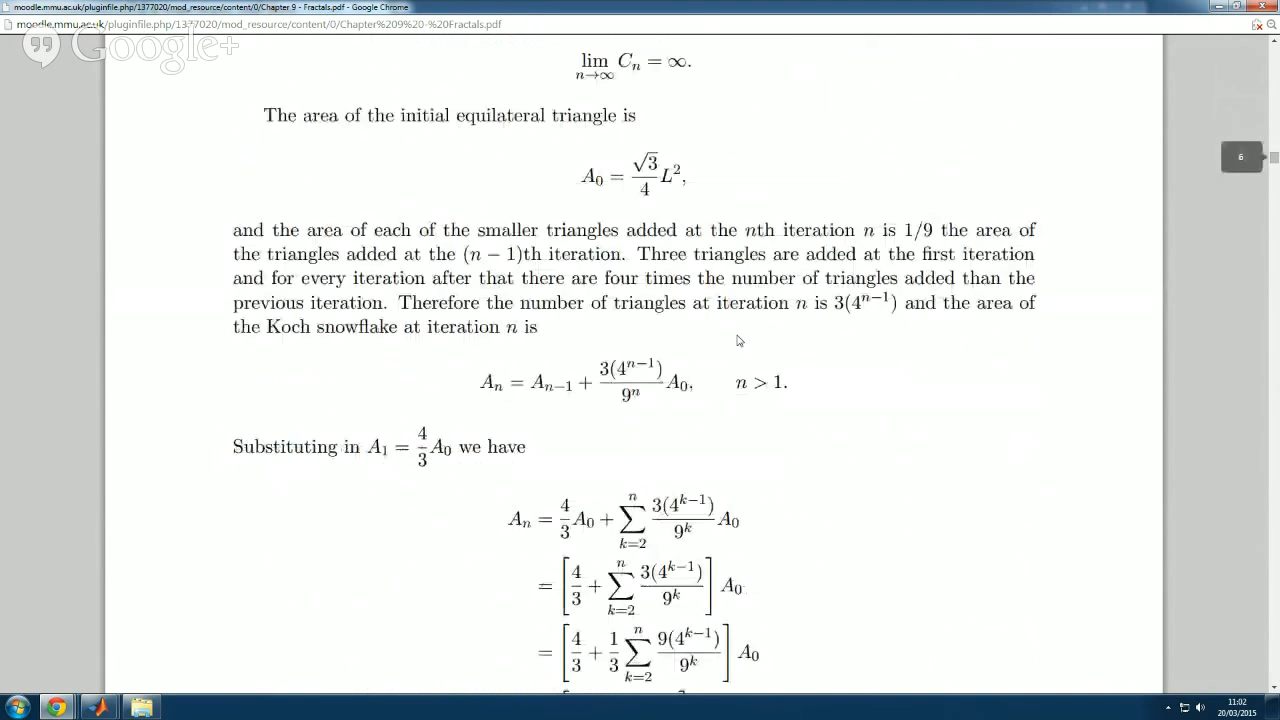 moodle.mmu.ac.uk/pluginfile.php/1377020/mod_resource/content/0/Chapter 9 - Fractals.pdf - Google Chrome
moodle.mmu.ac.uk/pluginfile.php/1377020/mod_resource/content/0/Chapter%209%20-%20Fractals.pdf
Google+
lim C_n = ∞.
n→∞
The area of the initial equilateral triangle is
A_0 = √3/4 L^2,
6
and the area of each of the smaller triangles added at the nth iteration n is 1/9 the area of
the triangles added at the (n − 1)th iteration. Three triangles are added at the first iteration
and for every iteration after that there are four times the number of triangles added than the
previous iteration. Therefore the number of triangles at iteration n is 3(4^{n−1}) and the area of
the Koch snowflake at iteration n is
A_n = A_{n−1} + 3(4^{n−1})/9^n A_0, n > 1.
Substituting in A_1 = 4/3 A_0 we have
A_n = 4/3 A_0 + ∑_{k=2}^{n} 3(4^{k−1})/9^k A_0
= [4/3 + ∑_{k=2}^{n} 3(4^{k−1})/9^k] A_0
= [4/3 + 1/3 ∑_{k=2}^{n} 9(4^{k−1})/9^k] A_0
11:02
20/03/2015